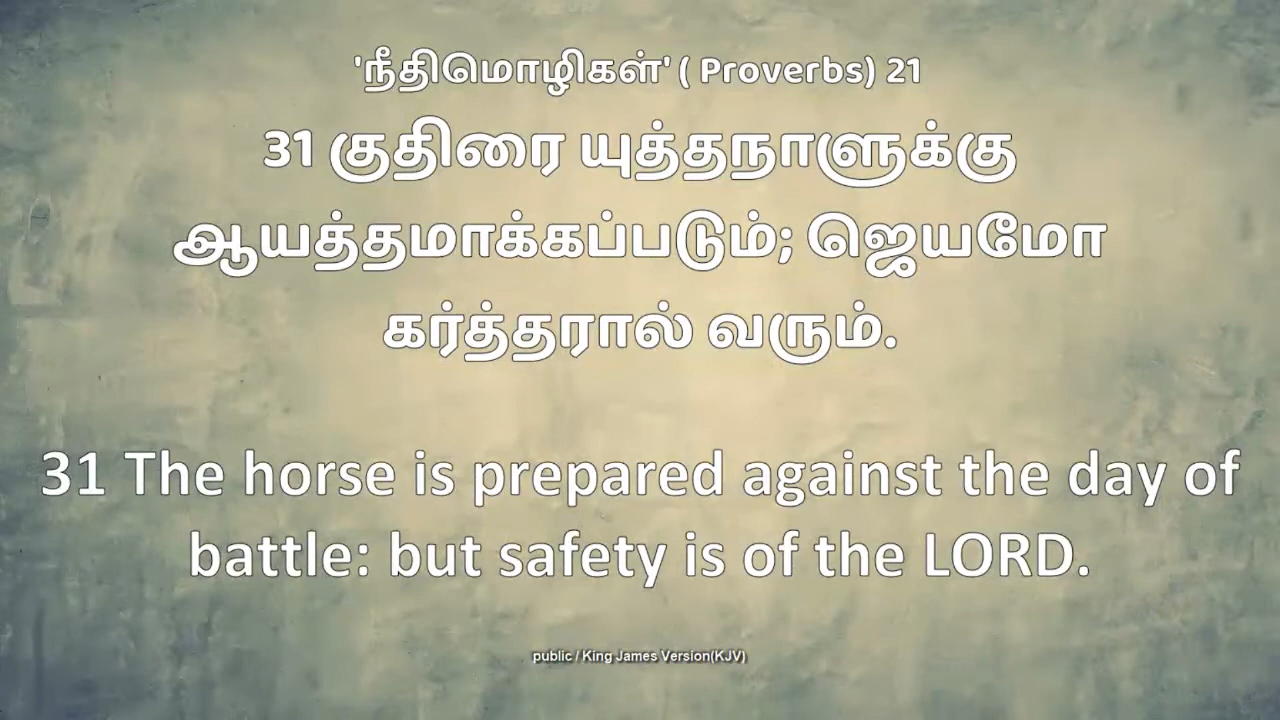 'நீதிமொழிகள்' ( Proverbs) 21
31 குதிரை யுத்தநாளுக்கு
ஆயத்தமாக்கப்படும்; ஜெயமோ
கர்த்தரால் வரும்.
31 The horse is prepared against the day of
battle: but safety is of the LORD.
public / King James Version(KJV)